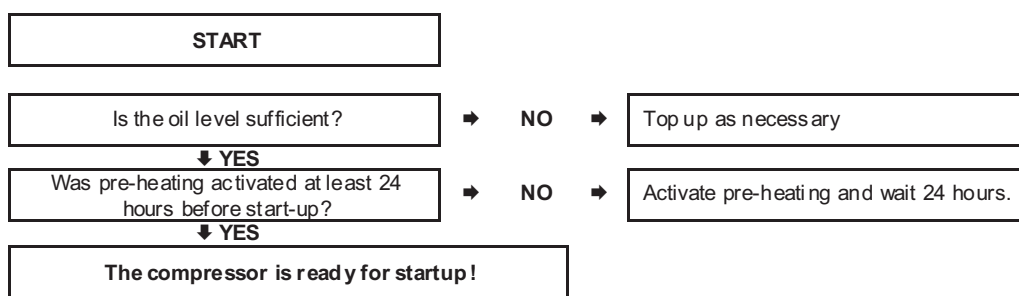 START
Is the oil level sufficient?
NO
Top up as necessary
YES
Was pre-heating activated at least 24
hours before start-up?
NO
Activate pre-heating and wait 24 hours.
YES
The compressor is ready for startup!